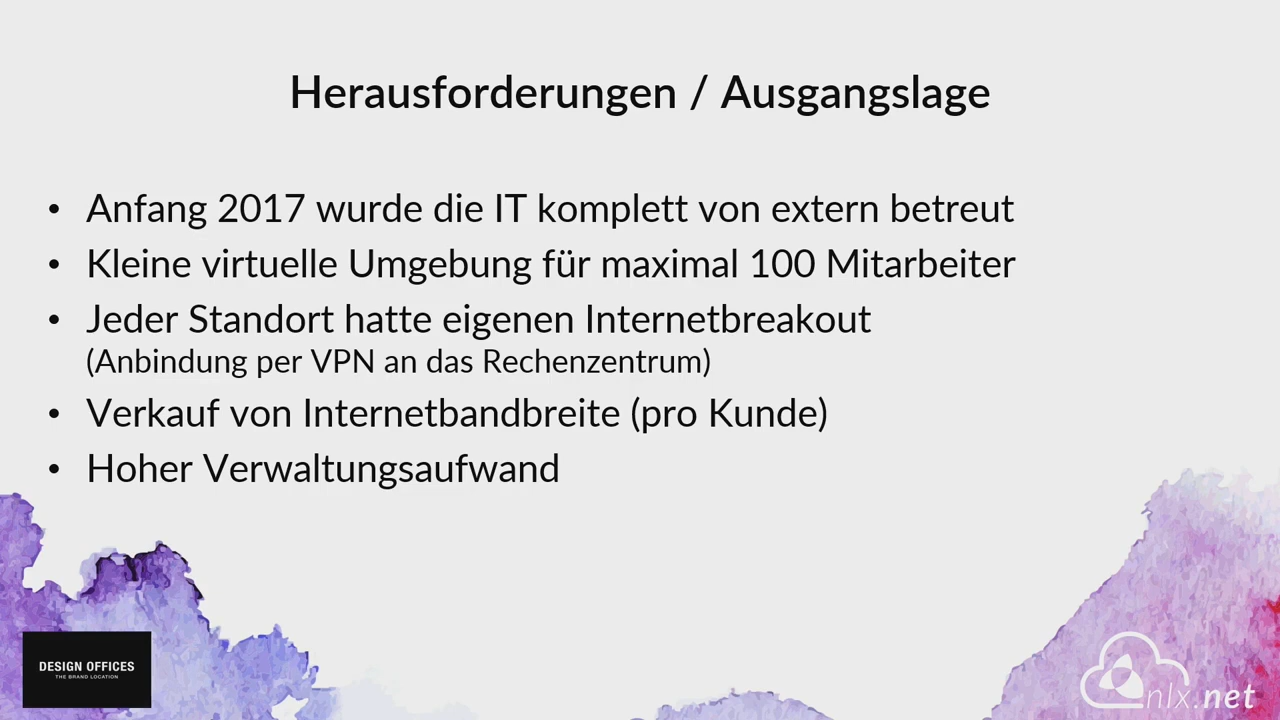 Herausforderungen / Ausgangslage
• Anfang 2017 wurde die IT komplett von extern betreut
• Kleine virtuelle Umgebung für maximal 100 Mitarbeiter
• Jeder Standort hatte eigenen Internetbreakout
(Anbindung per VPN an das Rechenzentrum)
• Verkauf von Internetbandbreite (pro Kunde)
• Hoher Verwaltungsaufwand
DESIGN OFFICES
THE BRAND LOCATION
nlx.net